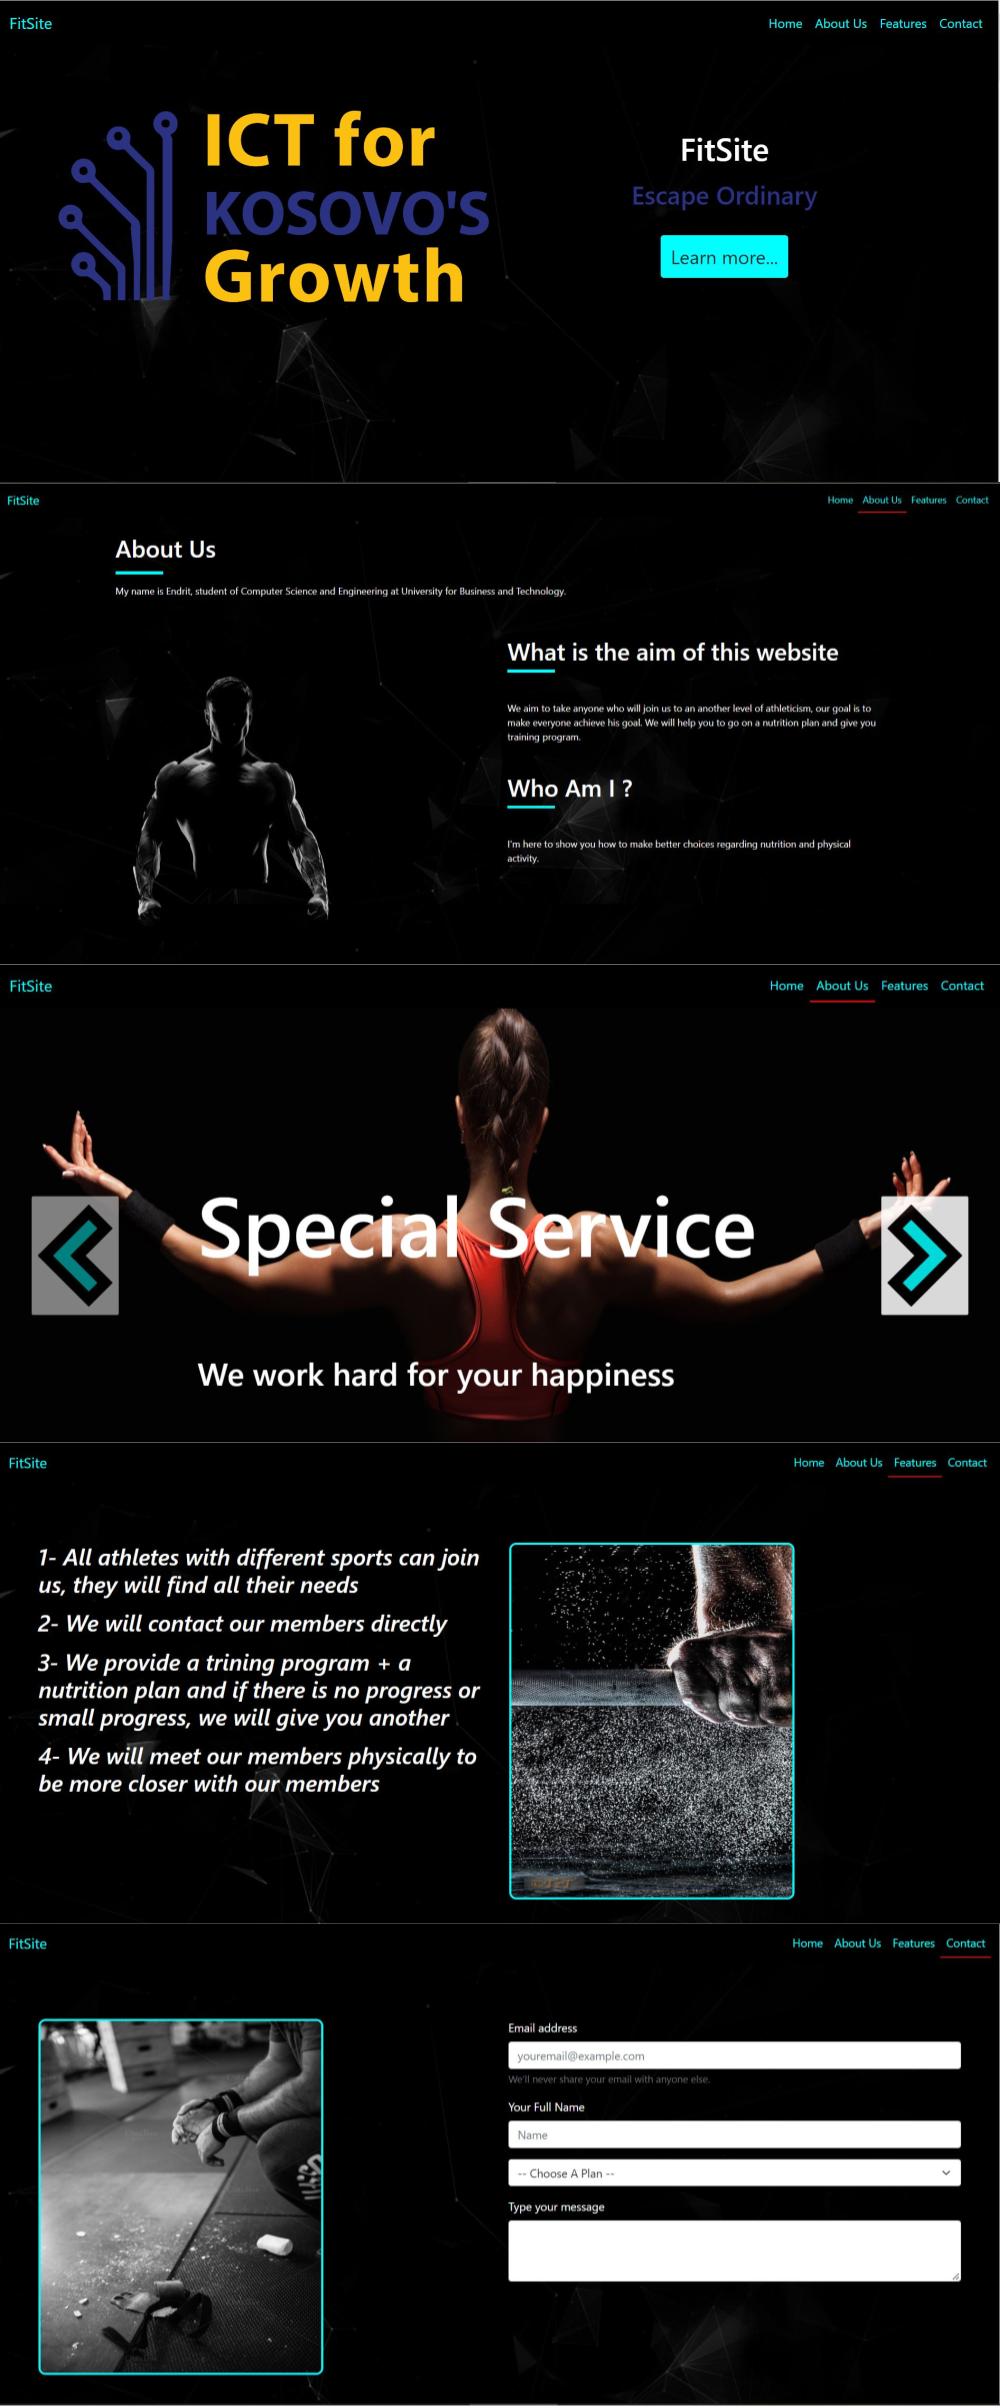 FitSite
Home About Us Features Contact
ICT for
KOSOVO'S
Growth
FitSite
Escape Ordinary
Learn more...
FitSite
Home About Us Features Contact
About Us
My name is Endrit, student of Computer Science and Engineering at University for Business and Technology.
What is the aim of this website
We aim to take anyone who will join us to an another level of athleticism, our goal is to
make everyone achieve his goal. We will help you to go on a nutrition plan and give you
training program.
Who Am I ?
I'm here to show you how to make better choices regarding nutrition and physical
activity.
FitSite
Home About Us Features Contact
Special Service
We work hard for your happiness
FitSite
Home About Us Features Contact
1- All athletes with different sports can join
us, they will find all their needs
2- We will contact our members directly
3- We provide a trining program + a
nutrition plan and if there is no progress or
small progress, we will give you another
4- We will meet our members physically to
be more closer with our members
FitSite
Home About Us Features Contact
Email address
youremail@example.com
We'll never share your email with anyone else.
Your Full Name
Name
-- Choose A Plan --
Type your message